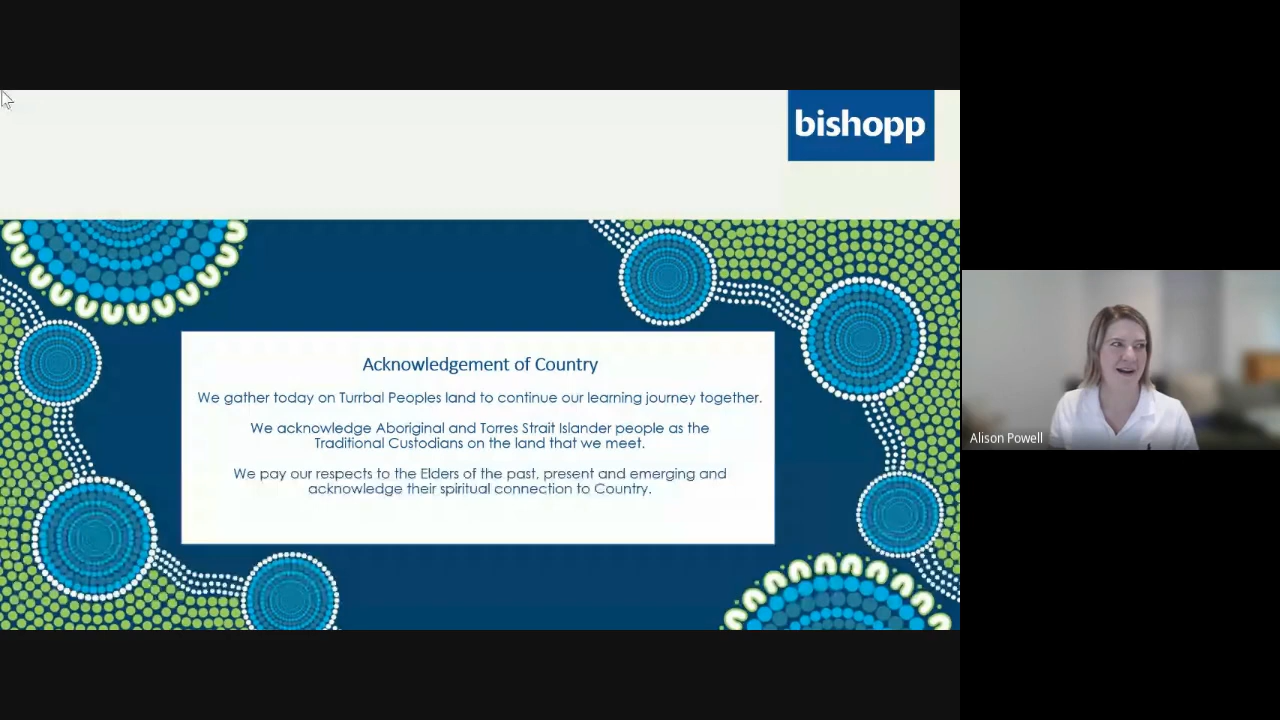 bishopp
Acknowledgement of Country
We gather today on Turrbal Peoples land to continue our learning journey together.
We acknowledge Aboriginal and Torres Strait Islander people as the
Traditional Custodians on the land that we meet.
We pay our respects to the Elders of the past, present and emerging and
acknowledge their spiritual connection to Country.
Alison Powell